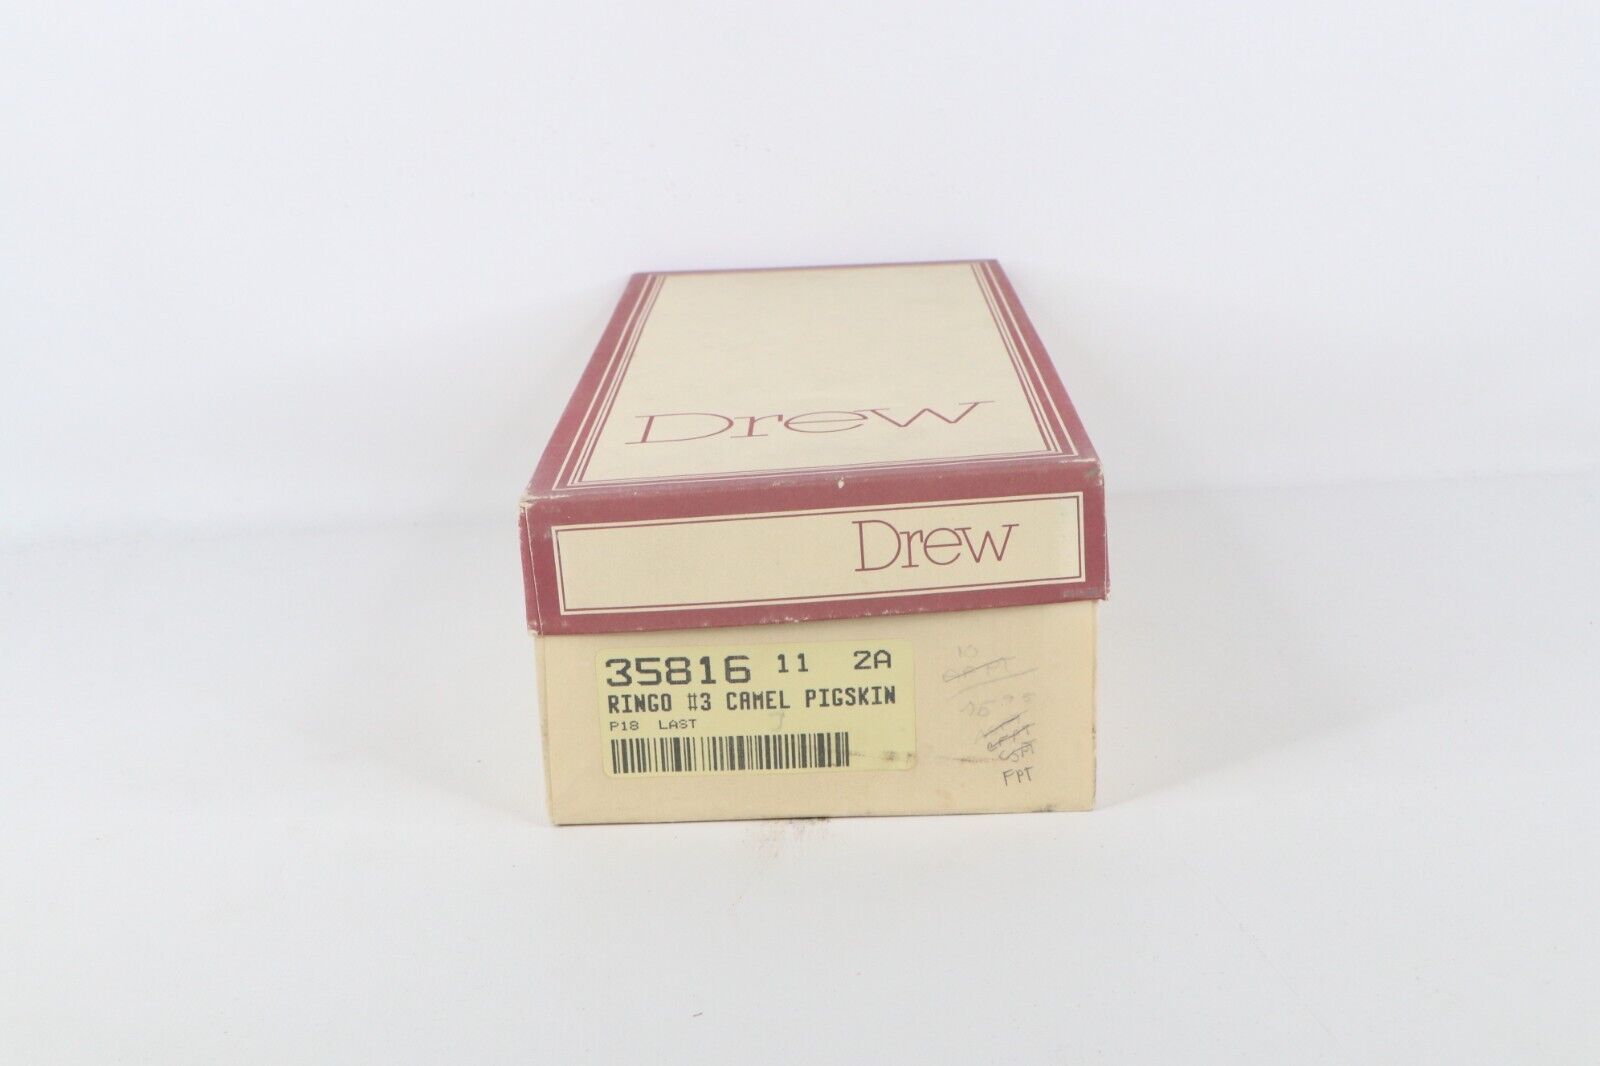 Drew
Drew
35816 11 2A
RINGO #3 CAMEL PIGSKIN
P18 LAST
FPT